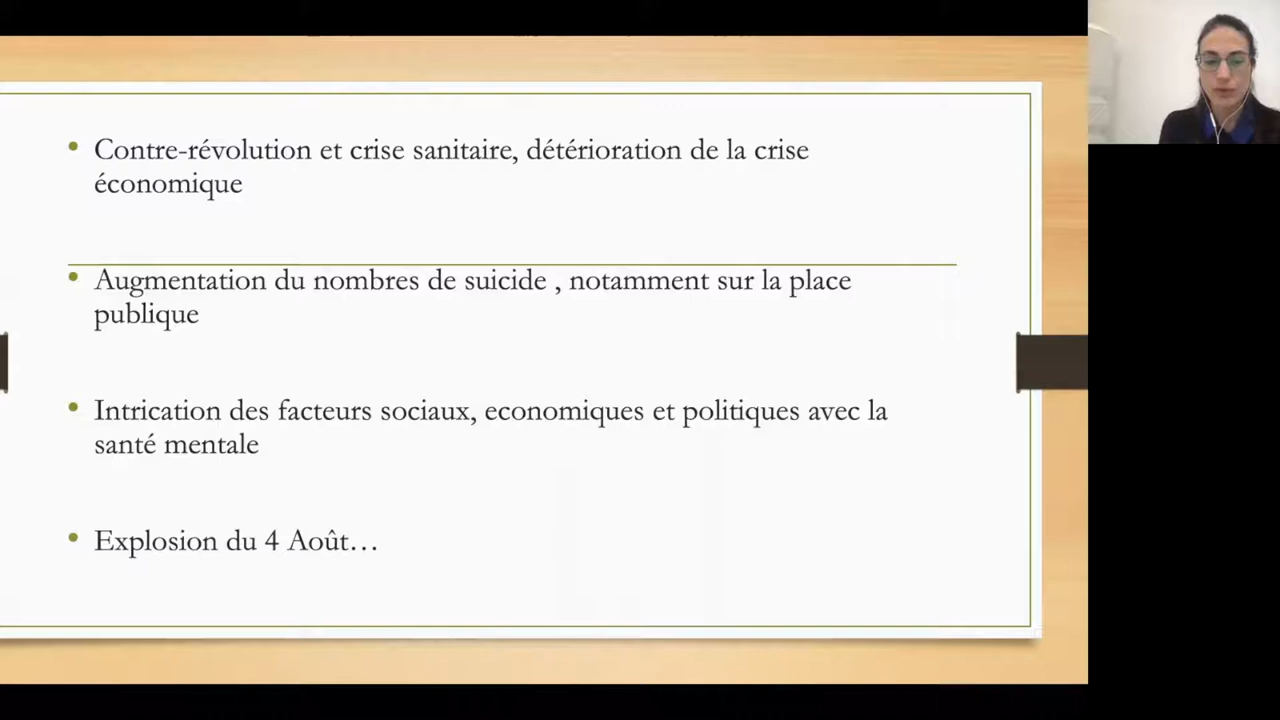 Contre-révolution et crise sanitaire, détérioration de la crise
économique
Augmentation du nombres de suicide , notamment sur la place
publique
Intrication des facteurs sociaux, economiques et politiques avec la
santé mentale
Explosion du 4 Août…